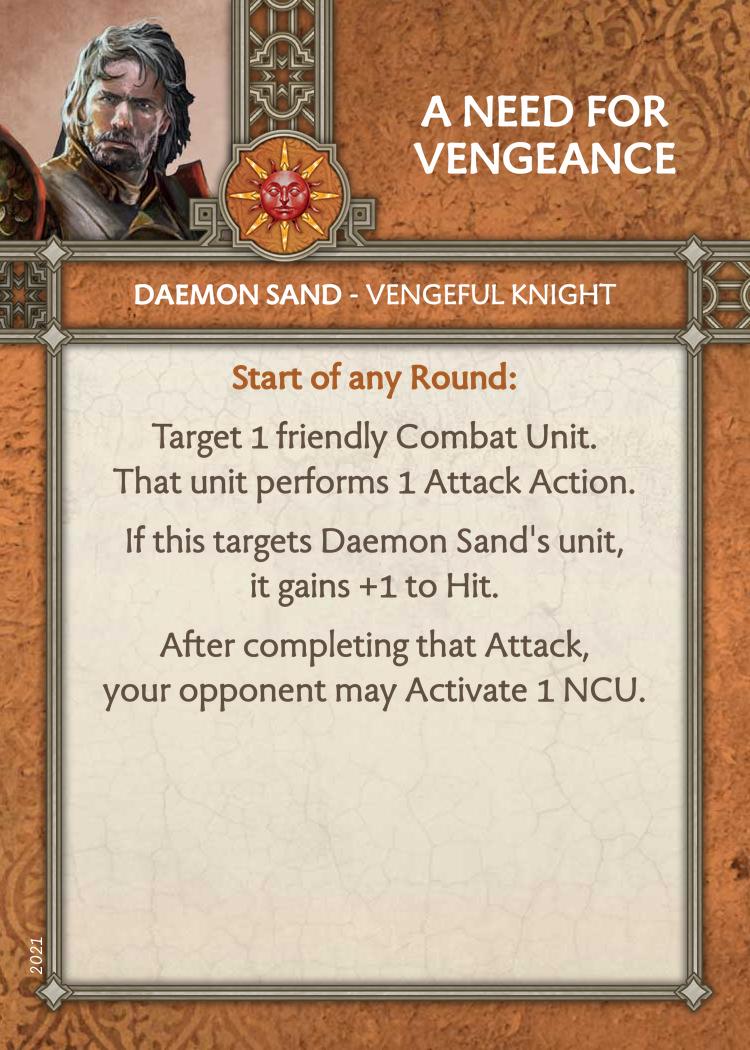 A NEED FOR
VENGEANCE
DAEMON SAND - VENGEFUL KNIGHT
Start of any Round:
Target 1 friendly Combat Unit.
That unit performs 1 Attack Action.
If this targets Daemon Sand's unit,
it gains +1 to Hit.
After completing that Attack,
your opponent may Activate 1 NCU.
2021